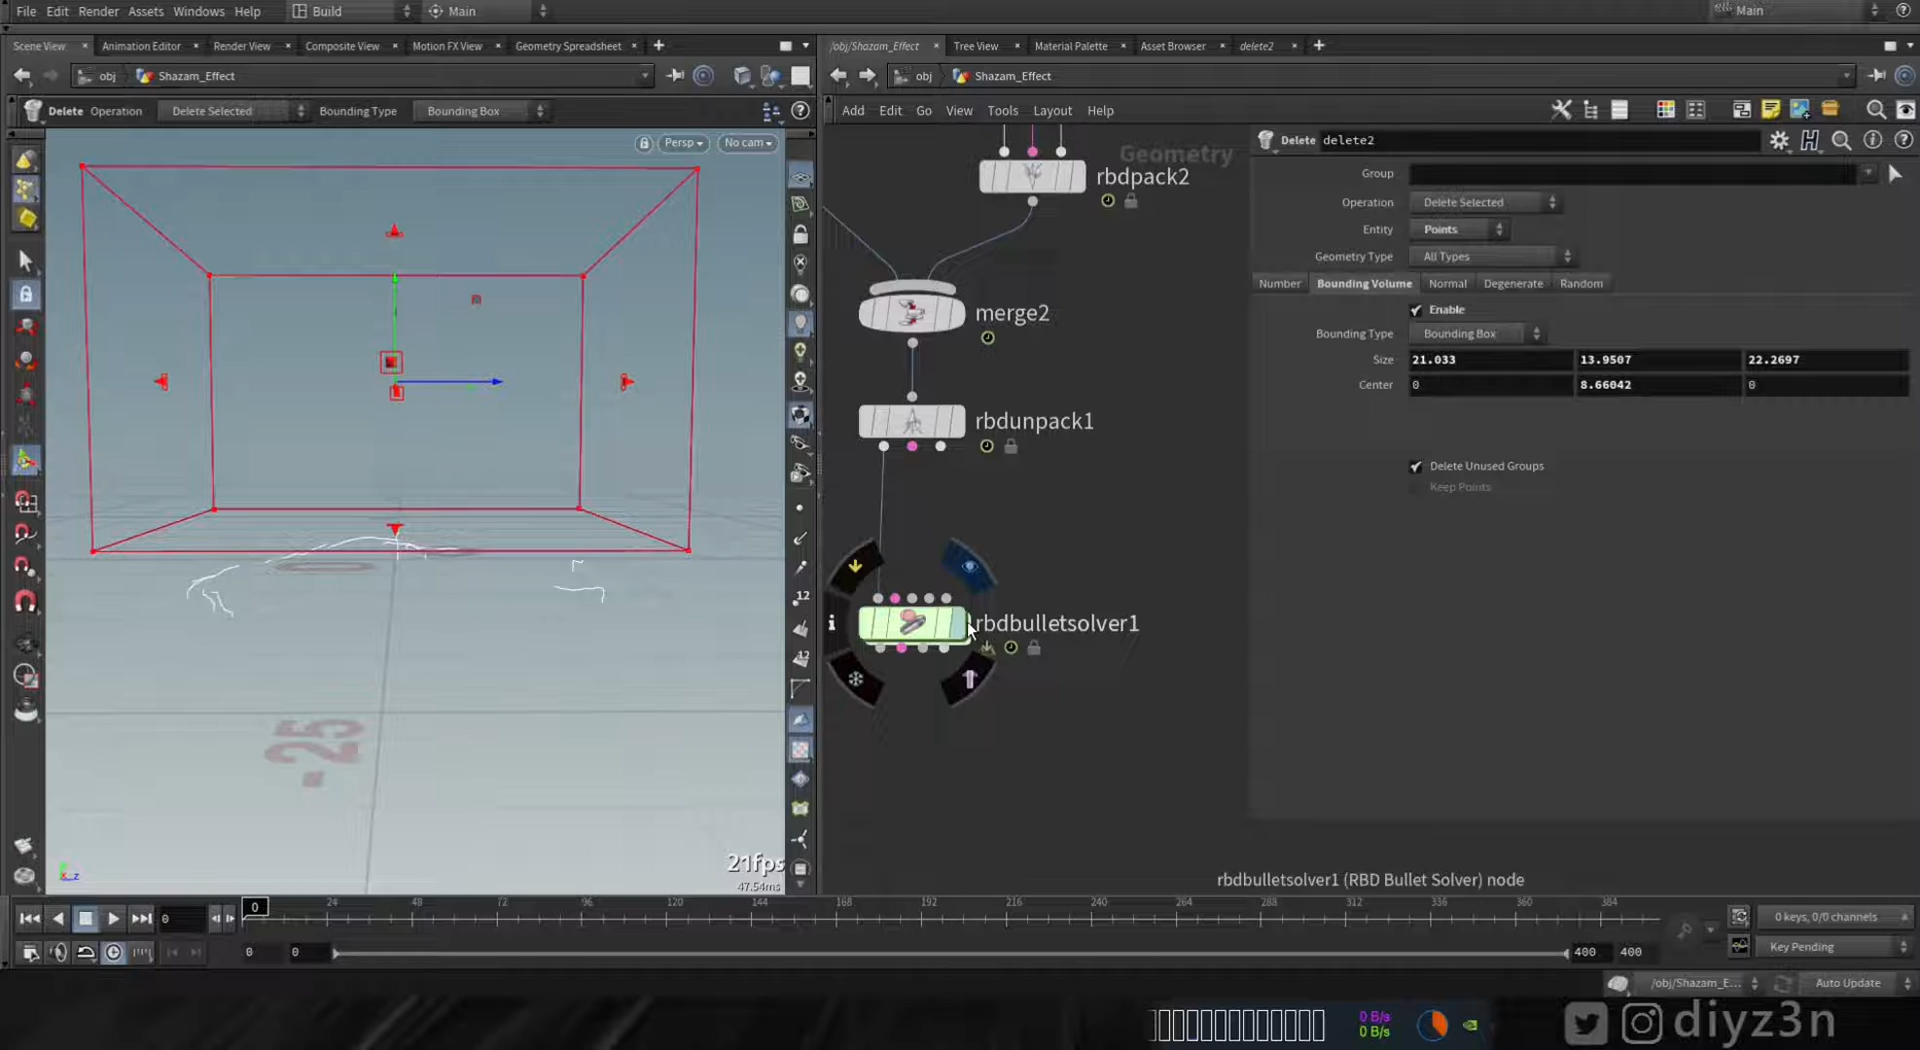 File Edit Render Assets Windows Help Build Main Main
Scene View Animation Editor Render View Composite View Motion FX View Geometry Spreadsheet
/obj/Shazam_Effect Tree View Material Palette Asset Browser delete2
obj Shazam_Effect
obj Shazam_Effect
Delete Operation Delete Selected Bounding Type Bounding Box
Add Edit Go View Tools Layout Help
Persp No cam
Geometry
rbdpack2
merge2
rbdunpack1
rbdbulletsolver1
Delete delete2
Group
Operation Delete Selected
Entity Points
Geometry Type All Types
Number Bounding Volume Normal Degenerate Random
Enable
Bounding Type Bounding Box
Size 21.033 13.9507 22.2697
Center 0 8.66042 0
Delete Unused Groups
Keep Points
12
12
-25
21fps
47.54ms
z
rbdbulletsolver1 (RBD Bullet Solver) node
0 0 24 48 72 96 120 144 168 192 216 240 264 288 312 336 360 384
0 keys, 0/0 channels
0 0 400 400
Key Pending
/obj/Shazam_E... Auto Update
0 B/s
0 B/s
diyz3n